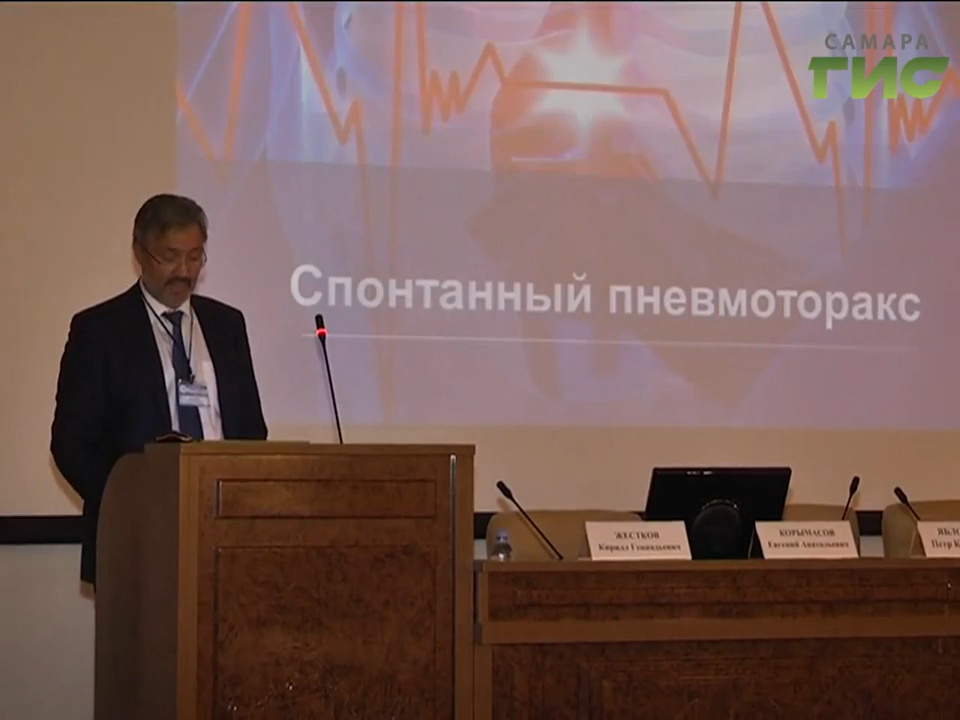 САМАРА
ГИС
Спонтанный пневмоторакс
ЖЕСТКОВ
Кирилл Геннадьевич
КОРЫМАСОВ
Евгений Анатольевич